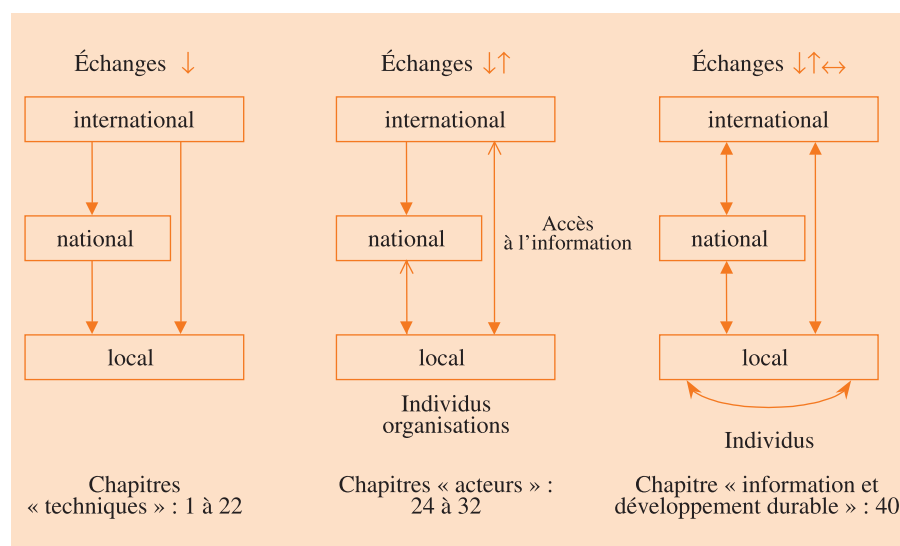 Échanges ↓
international
national
local
Chapitres
« techniques » : 1 à 22
Échanges ↓↑
international
national
Accès
à l’information
local
Individus
organisations
Chapitres « acteurs » :
24 à 32
Échanges ↓↑↔
international
national
local
Individus
Chapitre « information et
développement durable » : 40